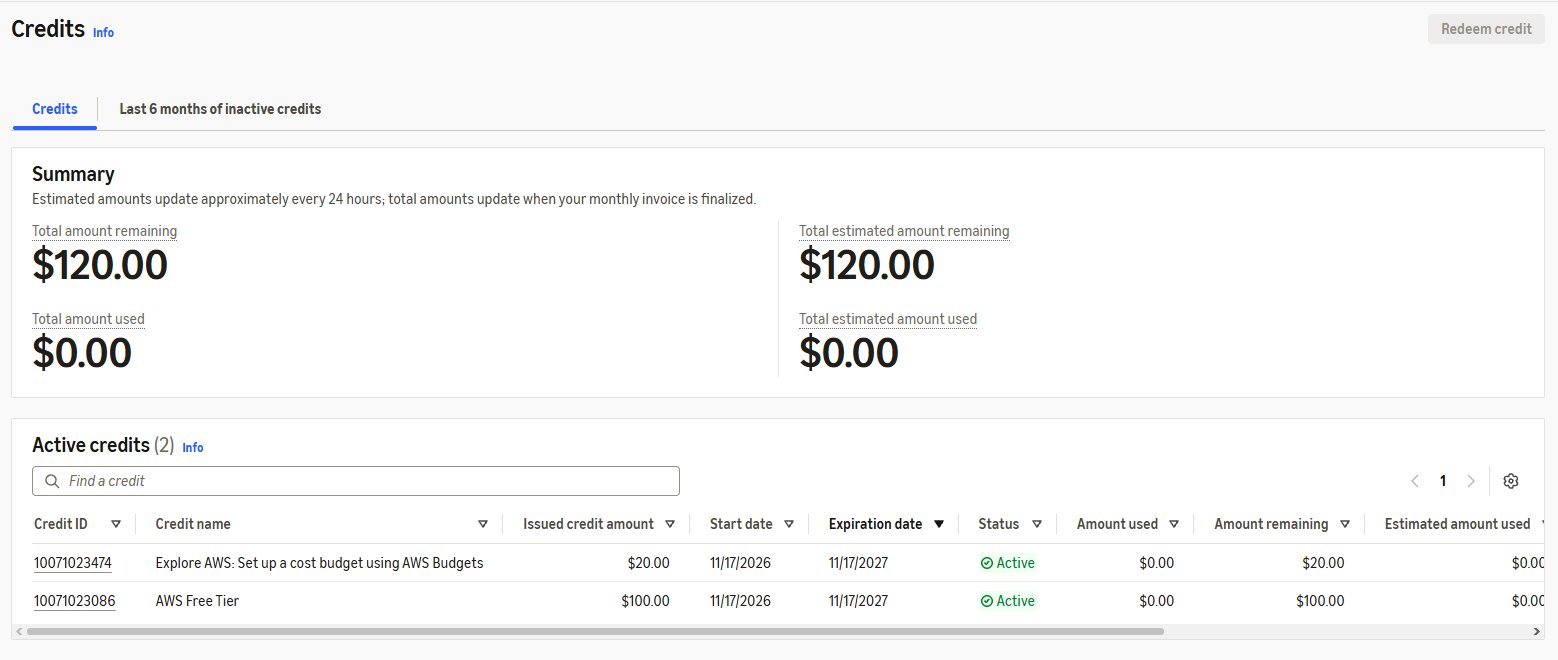 Credits Info
Redeem credit
Credits
Last 6 months of inactive credits
Summary
Estimated amounts update approximately every 24 hours; total amounts update when your monthly invoice is finalized.
Total amount remaining
$120.00
Total amount used
$0.00
Total estimated amount remaining
$120.00
Total estimated amount used
$0.00
Active credits (2) Info
Find a credit
1
Credit ID Credit name Issued credit amount Start date Expiration date Status Amount used Amount remaining Estimated amount used
10071023474 Explore AWS: Set up a cost budget using AWS Budgets $20.00 11/17/2026 11/17/2027 Active $0.00 $20.00 $0.00
10071023086 AWS Free Tier $100.00 11/17/2026 11/17/2027 Active $0.00 $100.00 $0.00